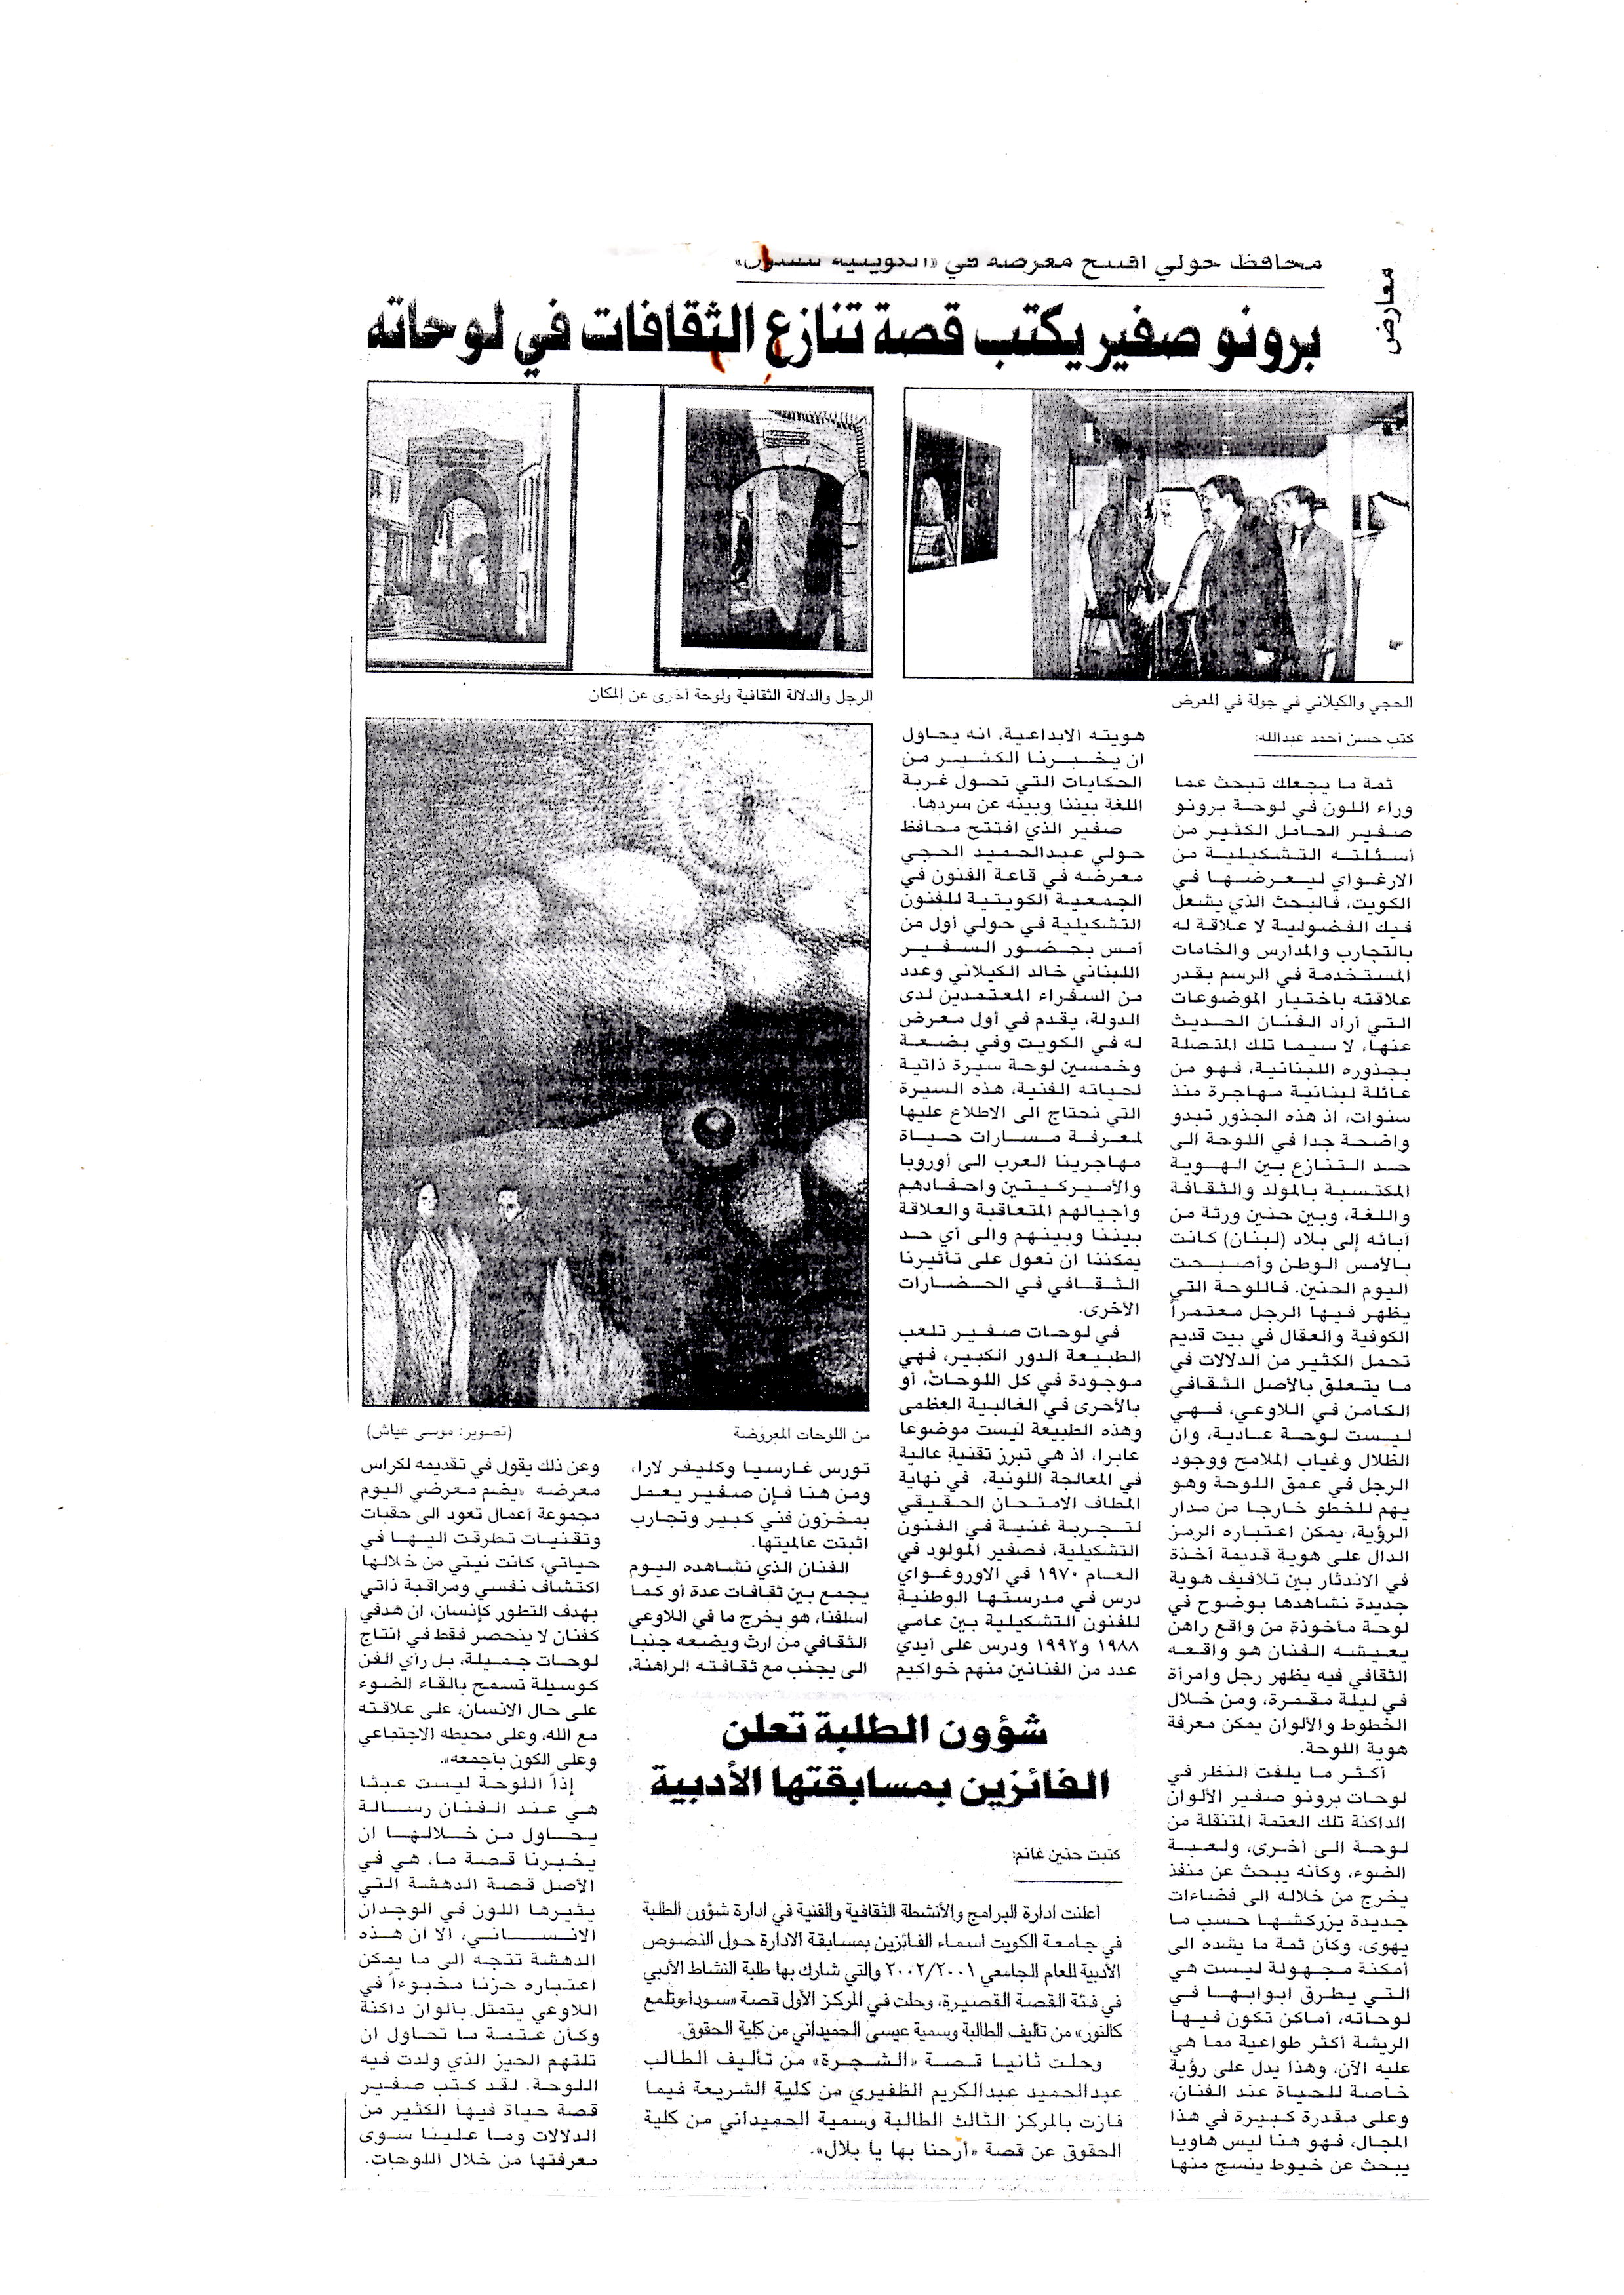 معارض
محافظ حولي افتتح معرضه في
برونو صفير يكتب قصة تنازع الثقافات في لوحاته
الحجي والكيلاني في جولة في المعرض
الرجل والدلالة الثقافية ولوحة أخرى عن المكان
كتب حسن أحمد عبدالله:
ثمة ما يجعلك تبحث عما
وراء اللون في لوحة برونو
صفير الحامل الكثير من
أسئلته التشكيلية من
الارغواي ليعرضها في
الكويت، فالبحث الذي يشعل
فيك الفضولية لا علاقة له
بالتجارب والمدارس والخامات
المستخدمة في الرسم بقدر
علاقته باختيار الموضوعات
التي أراد الفنان الحديث
عنها، لا سيما تلك المتصلة
بجذوره اللبنانية، فهو من
عائلة لبنانية مهاجرة منذ
سنوات، اذ هذه الجذور تبدو
واضحة جدا في اللوحة الى
حد التنازع بين الهوية
المكتسبة بالمولد والثقافة
واللغة، وبين حنين ورثة من
أبائه إلى بلاد (لبنان) كانت
بالأمس الوطن وأصبحت
اليوم الحنين. فاللوحة التي
يظهر فيها الرجل معتمراً
الكوفية والعقال في بيت قديم
تحمل الكثير من الدلالات في
ما يتعلق بالأصل الثقافي
الكامن في اللاوعي، فهي
ليست لوحة عادية، وان
الظلال وغياب الملامح ووجود
الرجل في عمق اللوحة وهو
يهم للخطو خارجا من مدار
الرؤية، يمكن اعتباره الرمز
الدال على هوية قديمة أخذة
في الاندثار بين تلافيف هوية
جديدة نشاهدها بوضوح في
لوحة مأخوذة من واقع راهن
يعيشه الفنان هو واقعه
الثقافي فيه يظهر رجل وامرأة
في ليلة مقمرة، ومن خلال
الخطوط والألوان يمكن معرفة
هوية اللوحة.
أكثر ما يلفت النظر في
لوحات برونو صفير الألوان
الداكنة تلك العتمة المتنقلة من
لوحة الى أخرى، ولعبة
الضوء، وكأنه يبحث عن منفذ
يخرج من خلاله الى فضاءات
جديدة يزركشها حسب ما
يهوى، وكأن ثمة ما يشده الى
أمكنة مجهولة ليست هي
التي يطرق ابوابها في
لوحاته، أماكن تكون فيها
الريشة أكثر طواعية مما هي
عليه الآن، وهذا يدل على رؤية
خاصة للحياة عند الفنان،
وعلى مقدرة كبيرة في هذا
المجال، فهو هنا ليس هاويا
يبحث عن خيوط ينسج منها
هويته الابداعية، انه يحاول
ان يخبرنا الكثير من
الحكايات التي تحول غربة
اللغة بيننا وبينه عن سردها.
صفير الذي افتتح محافظ
حولي عبدالحميد الحجي
معرضه في قاعة الفنون في
الجمعية الكويتية للفنون
التشكيلية في حولي أول من
أمس بحضور السفير
اللبناني خالد الكيلاني وعدد
من السفراء المعتمدين لدى
الدولة، يقدم في أول معرض
له في الكويت وفي بضعة
وخمسين لوحة سيرة ذاتية
لحياته الفنية، هذه السيرة
التي نحتاج الى الاطلاع عليها
لمعرفة مسارات حياة
مهاجرينا العرب الى أوروبا
والأميركيتين واحفادهم
وأجيالهم المتعاقبة والعلاقة
بيننا وبينهم والى أي حد
يمكننا ان نعول على تأثيرنا
الثقافي في الحضارات
الأخرى.
في لوحات صفير تلعب
الطبيعة الدور الكبير، فهي
موجودة في كل اللوحات، أو
بالأحرى في الغالبية العظمى
وهذه الطبيعة ليست موضوعا
عابرا، اذ هي تبرز تقنية عالية
في المعالجة اللونية، في نهاية
المطاف الامتحان الحقيقي
لتجربة غنية في الفنون
التشكيلية، فصفير المولود في
العام ١٩٧٠ في الاوروغواي
درس في مدرستها الوطنية
للفنون التشكيلية بين عامي
١٩٨٨ و١٩٩٢ ودرس على أيدي
عدد من الفنانين منهم خواكيم
من اللوحات المعروضة
(تصوير: موسى عياش)
تورس غارسيا وكليفر لارا،
ومن هنا فإن صفير يعمل
بمخزون فني كبير وتجارب
اثبتت عالميتها.
الفنان الذي نشاهده اليوم
يجمع بين ثقافات عدة أو كما
اسلفنا، هو يخرج ما في اللاوعي
الثقافي من ارث ويضعه جنبا
الى يجنب مع ثقافته الراهنة،
وعن ذلك يقول في تقديمه لكراس
معرضه «يضم معرضي اليوم
مجموعة أعمال تعود الى حقبات
وتقنيات تطرقت اليها في
حياتي، كانت نيتي من خلالها
اكتشاف نفسي ومراقبة ذاتي
بهدف التطور كإنسان، ان هدفي
كفنان لا ينحصر فقط في انتاج
لوحات جميلة، بل رأي الفن
كوسيلة تسمح بالقاء الضوء
على حال الانسان، على علاقته
مع الله، وعلى محيطه الاجتماعي
وعلى الكون بأجمعه».
إذاً اللوحة ليست عبثا
هي عند الفنان رسالة
يحاول من خلالها ان
يخبرنا قصة ما، هي في
الأصل قصة الدهشة التي
يثيرها اللون في الوجدان
الانساني، الا ان هذه
الدهشة تتجه الى ما يمكن
اعتباره حزنا مخبوءاً في
اللاوعي يتمثل بألوان داكنة
وكأن عتمة ما تحاول ان
تلتهم الحيز الذي ولدت فيه
اللوحة. لقد كتب صفير
قصة حياة فيها الكثير من
الدلالات وما علينا سوى
معرفتها من خلال اللوحات.
شؤون الطلبة تعلن
الفائزين بمسابقتها الأدبية
كتبت حنين غانم:
أعلنت ادارة البرامج والأنشطة الثقافية والفنية في ادارة شؤون الطلبة
في جامعة الكويت اسماء الفائزين بمسابقة الادارة حول النصوص
الأدبية للعام الجامعي ٢٠٠٢/٢٠٠١ والتي شارك بها طلبة النشاط الأدبي
في فئة القصة القصيرة، وحلت في المركز الأول قصة «سوداء وتلمع
كالنور» من تأليف الطالبة وسمية عيسى الحميداني من كلية الحقوق.
وحلت ثانيا قصة «الشجرة» من تأليف الطالب
عبدالحميد عبدالكريم الظفيري من كلية الشريعة فيما
فازت بالمركز الثالث الطالبة وسمية الحميداني من كلية
الحقوق عن قصة «أرحنا بها يا بلال».